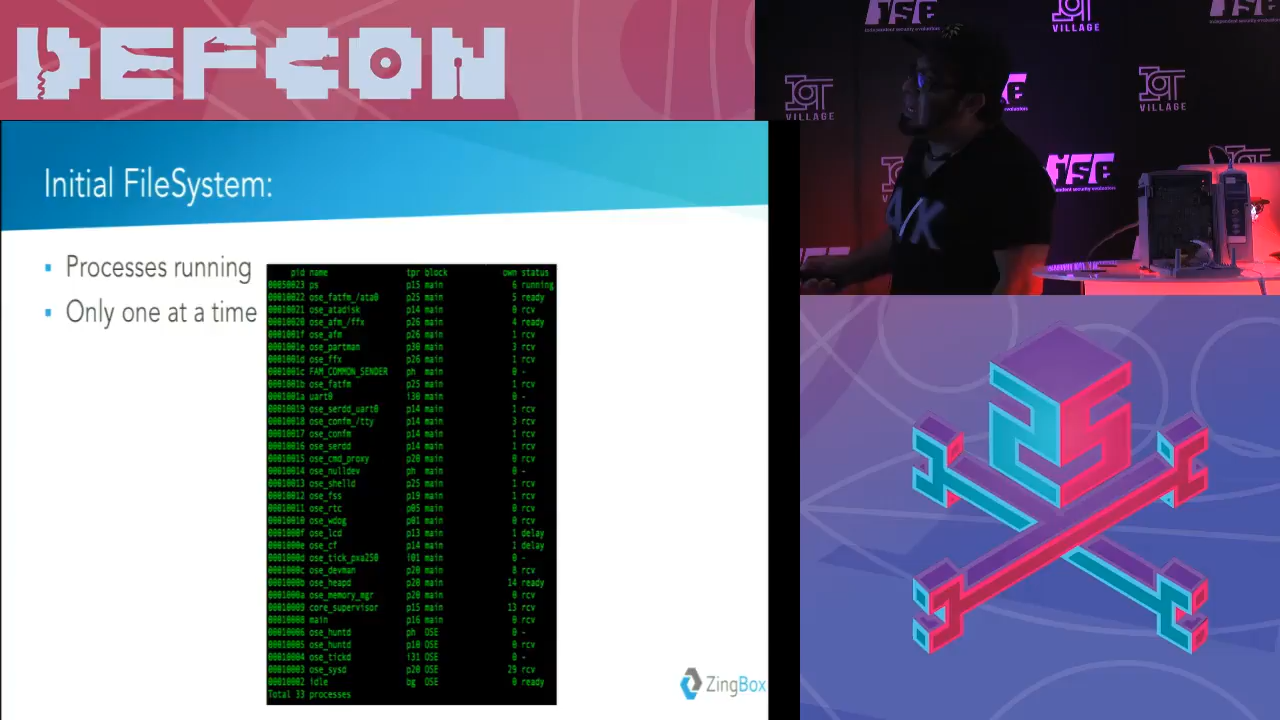 DEFCON
Initial FileSystem:
Processes running
Only one at a time
pid name tpr block own status
00050023 ps p15 main 6 running
00010022 ose_fatfm_/ata0 p25 main 5 ready
00010021 ose_atadisk p14 main 0 rcv
00010020 ose_afm_/ffx p26 main 4 ready
0001001f ose_afm p26 main 1 rcv
0001001e ose_partman p30 main 3 rcv
0001001d ose_ffx p26 main 1 rcv
0001001c FAM_COMMON_SENDER ph main 0 -
0001001b ose_fatfm p25 main 1 rcv
0001001a uart0 i30 main 0 -
00010019 ose_serdd_uart0 p14 main 1 rcv
00010018 ose_confm_/tty p14 main 3 rcv
00010017 ose_confm p14 main 1 rcv
00010016 ose_serdd p14 main 1 rcv
00010015 ose_cmd_proxy p20 main 0 rcv
00010014 ose_nulldev ph main 0 -
00010013 ose_shelld p25 main 1 rcv
00010012 ose_fss p19 main 1 rcv
00010011 ose_rtc p05 main 0 rcv
00010010 ose_wdog p01 main 0 rcv
0001000f ose_lcd p13 main 1 delay
0001000e ose_cf p14 main 1 delay
0001000d ose_tick_pxa250 i01 main 0 -
0001000c ose_devman p20 main 8 rcv
0001000b ose_heapd p20 main 14 ready
0001000a ose_memory_mgr p20 main 0 rcv
00010009 core_supervisor p15 main 13 rcv
00010008 main p16 main 0 rcv
00010006 ose_huntd ph OSE 0 -
00010005 ose_huntd p10 OSE 0 rcv
00010004 ose_tickd i31 OSE 0 -
00010003 ose_sysd p20 OSE 29 rcv
00010002 idle bg OSE 0 ready
Total 33 processes
ZingBox
ise
IOT
VILLAGE
IOT
VILLAGE
IOT
VILLAGE
ise
independent security evaluators
25